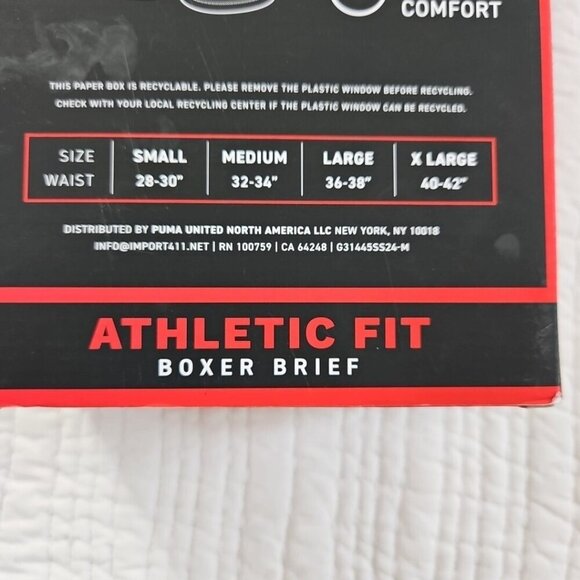 COMFORT
THIS PAPER BOX IS RECYCLABLE. PLEASE REMOVE THE PLASTIC WINDOW BEFORE RECYCLING.
CHECK WITH YOUR LOCAL RECYCLING CENTER IF THE PLASTIC WINDOW CAN BE RECYCLED.
SIZE SMALL MEDIUM LARGE X LARGE
WAIST 28-30" 32-34" 36-38" 40-42"
DISTRIBUTED BY PUMA UNITED NORTH AMERICA LLC NEW YORK, NY 10018
INFO@IMPORT411.NET | RN 100759 | CA 64248 | G31445SS24-M
ATHLETIC FIT
BOXER BRIEF